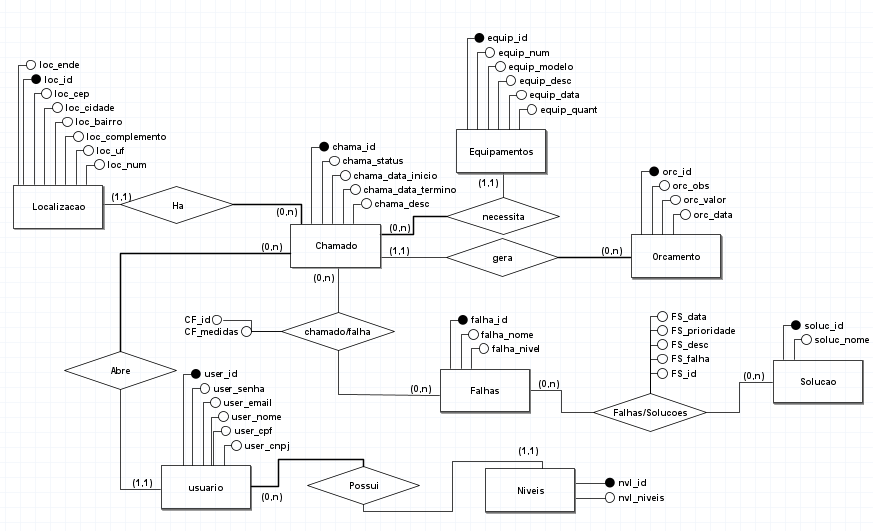 loc_ende
loc_id
loc_cep
loc_cidade
loc_bairro
loc_complemento
loc_uf
loc_num
Localizacao
(1,1)
Ha
(0,n)
chama_id
chama_status
chama_data_inicio
chama_data_termino
chama_desc
Chamado
equip_id
equip_num
equip_modelo
equip_desc
equip_data
equip_quant
Equipamentos
(1,1)
necessita
(0,n)
orc_id
orc_obs
orc_valor
orc_data
Orcamento
(1,1)
gera
(0,n)
(0,n)
Abre
(1,1)
(0,n)
CF_id
CF_medidas
chamado/falha
(0,n)
falha_id
falha_nome
falha_nivel
Falhas
(0,n)
FS_data
FS_prioridade
FS_desc
FS_falha
FS_id
Falhas/Solucoes
(0,n)
soluc_id
soluc_nome
Solucao
user_id
user_senha
user_email
user_nome
user_cpf
user_cnpj
usuario
(0,n)
Possui
(1,1)
Niveis
nvl_id
nvl_niveis